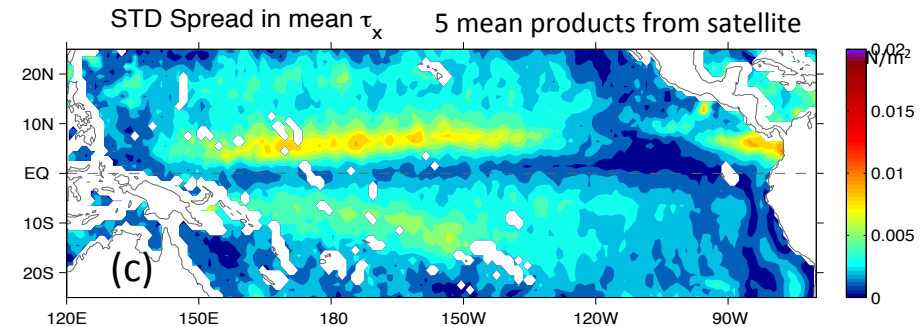 STD Spread in mean τx 5 mean products from satellite
20N
10N
EQ
10S
20S
(c)
120E 150E 180 150W 120W 90W
0.02
N/m²
0.015
0.01
0.005
0